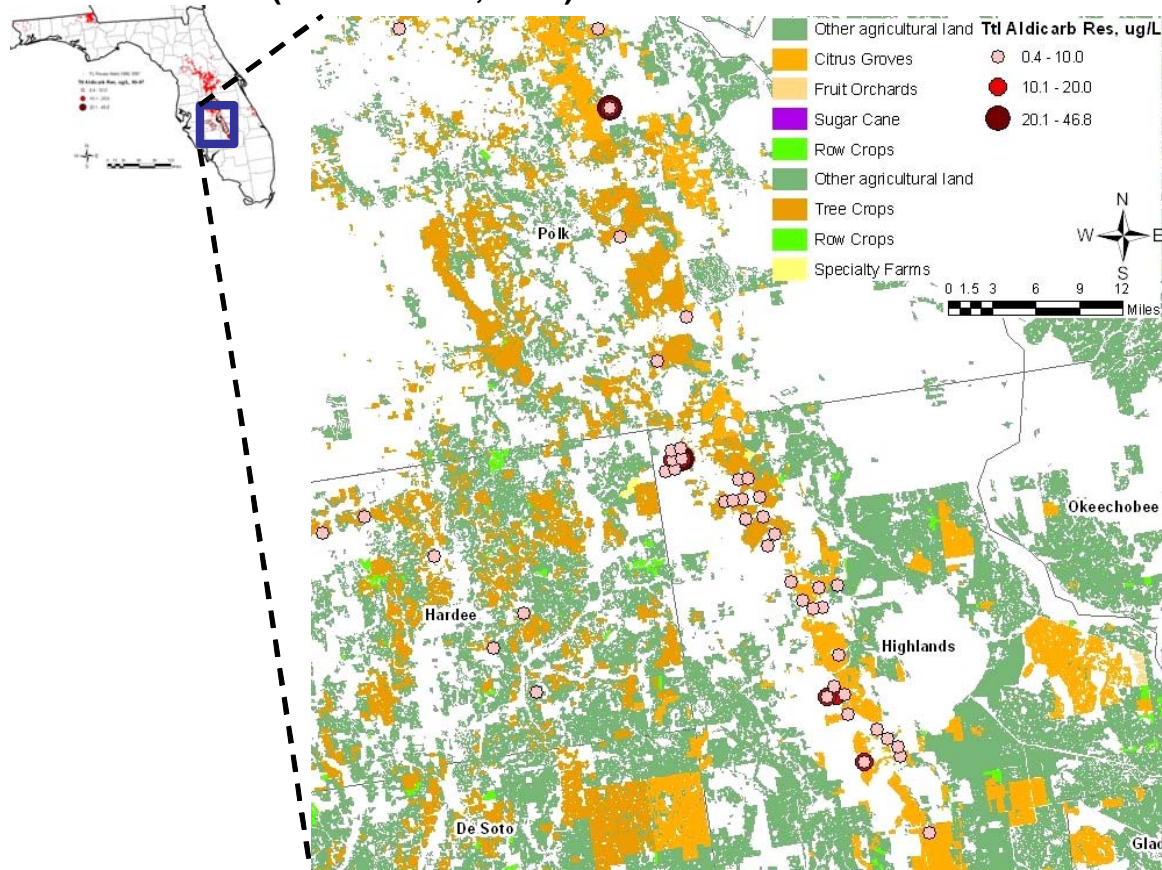 Other agricultural land
Citrus Groves
Fruit Orchards
Sugar Cane
Row Crops
Other agricultural land
Tree Crops
Row Crops
Specialty Farms
Ttl Aldicarb Res, ug/L
0.4 - 10.0
10.1 - 20.0
20.1 - 46.8
N
W E
S
0 1.5 3 6 9 12
Miles
Polk
Okeechobee
Hardee
Highlands
De Soto
Glad